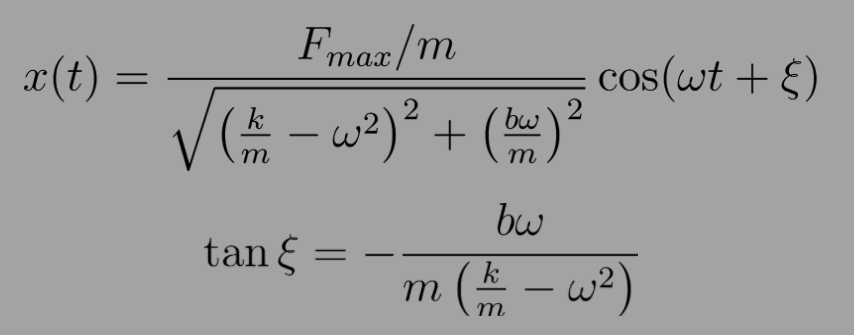 x(t) = \frac{F_{max}/m}{\sqrt{\left(\frac{k}{m} - \omega^2\right)^2 + \left(\frac{b\omega}{m}\right)^2}} \cos(\omega t + \xi)
\tan \xi = -\frac{b\omega}{m\left(\frac{k}{m} - \omega^2\right)}